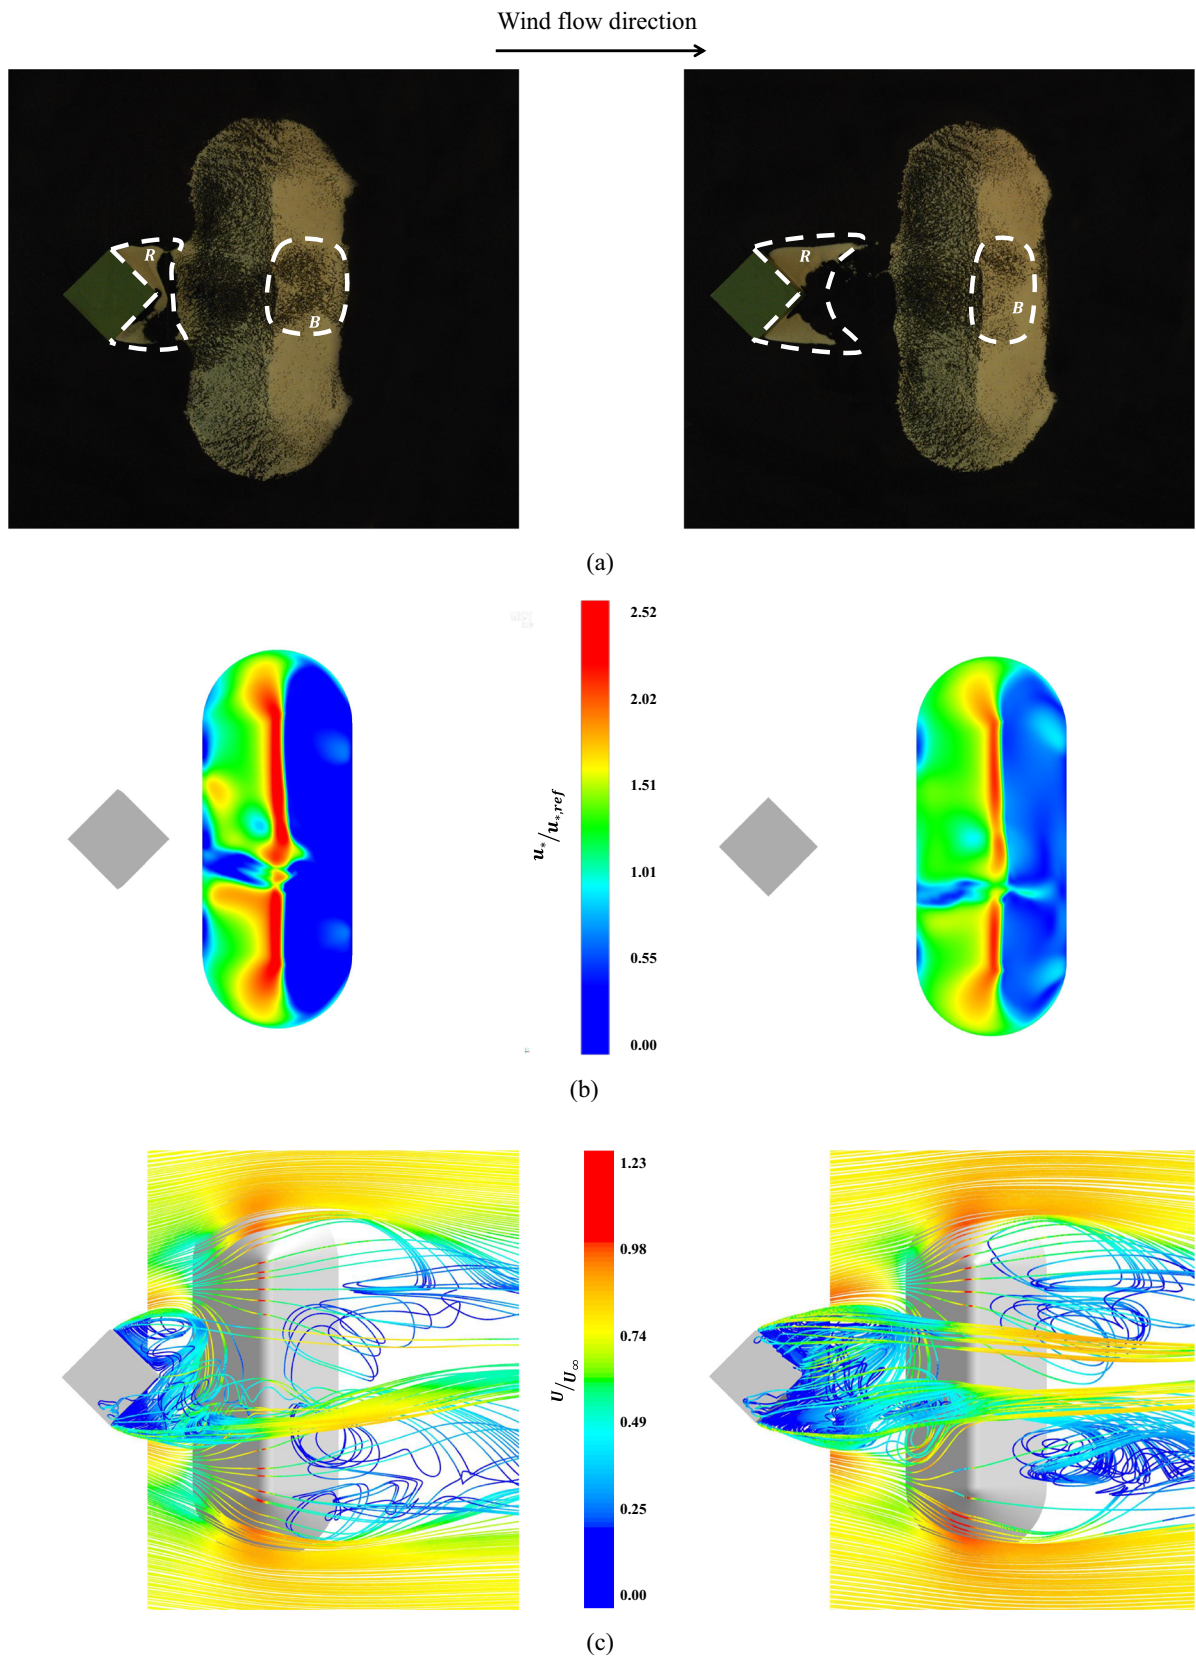 Wind flow direction
R
B
R
B
(a)
2.52
2.02
1.51
1.01
0.55
0.00
u*/u*,ref
(b)
1.23
0.98
0.74
0.49
0.25
0.00
U/U∞
(c)